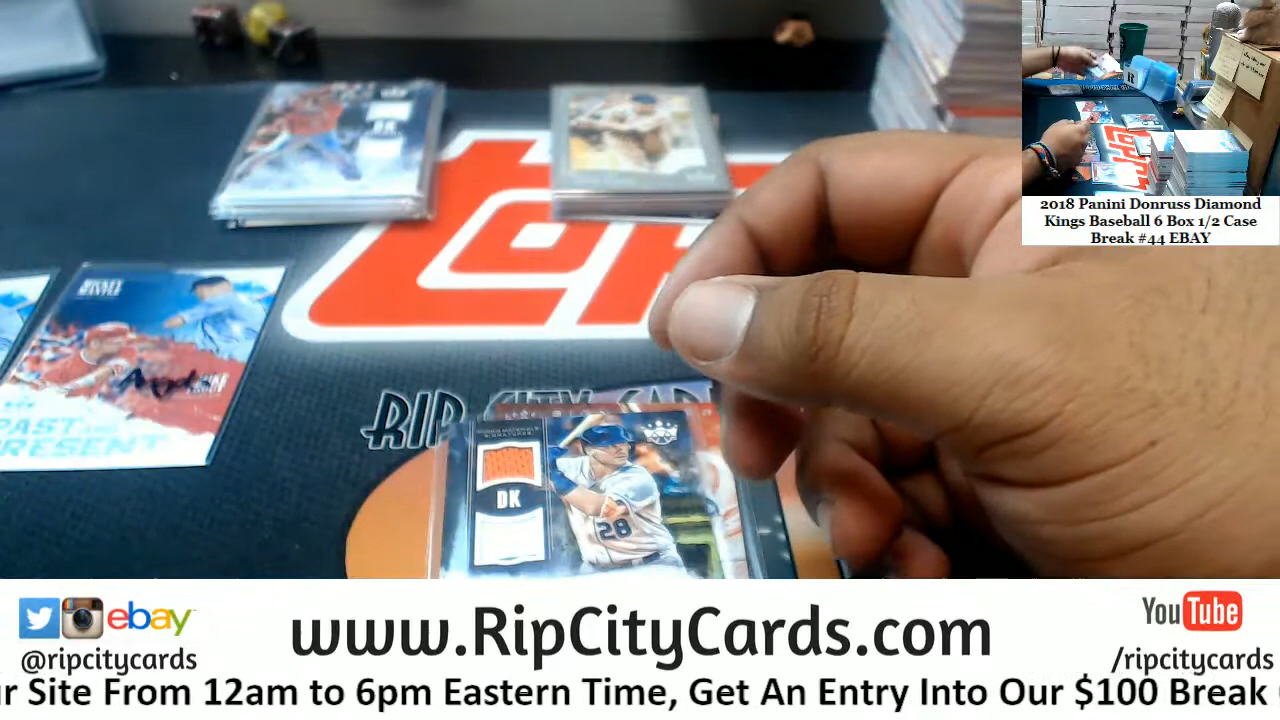 2018 Panini Donruss Diamond
Kings Baseball 6 Box 1/2 Case
Break #44 EBAY
DK
PAST
PRESENT
RIP CITY
DK
28
ebay
@ripcitycards
www.RipCityCards.com
YouTube
/ripcitycards
r Site From 12am to 6pm Eastern Time, Get An Entry Into Our $100 Break